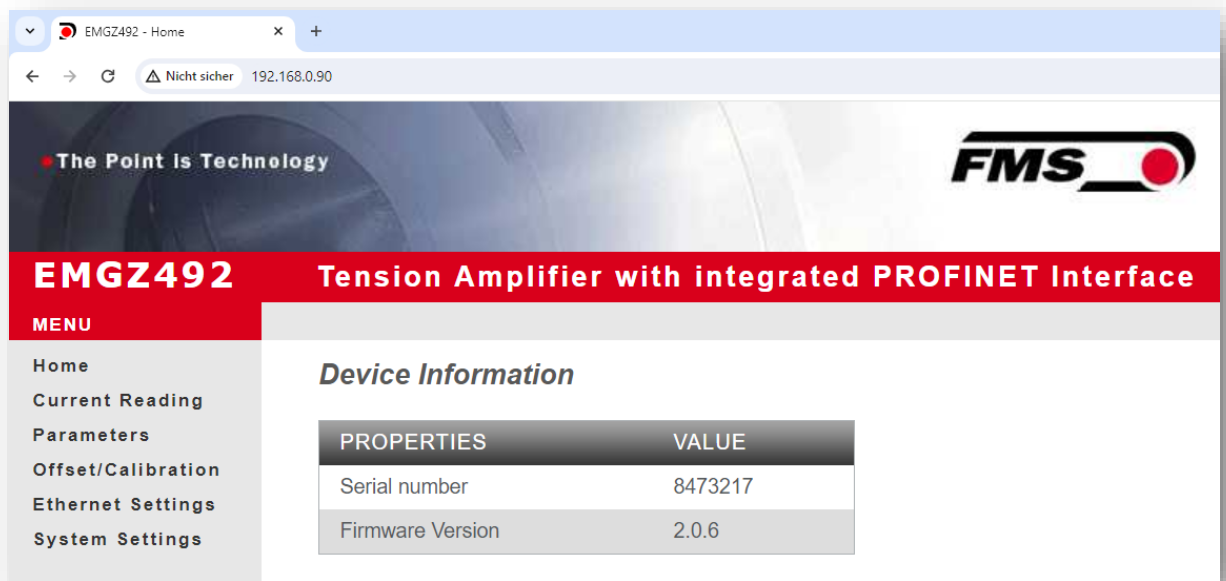 EMGZ492 - Home
Nicht sicher 192.168.0.90
The Point is Technology
FMS
EMGZ492 Tension Amplifier with integrated PROFINET Interface
MENU
Home
Current Reading
Parameters
Offset/Calibration
Ethernet Settings
System Settings
Device Information
PROPERTIES VALUE
Serial number 8473217
Firmware Version 2.0.6